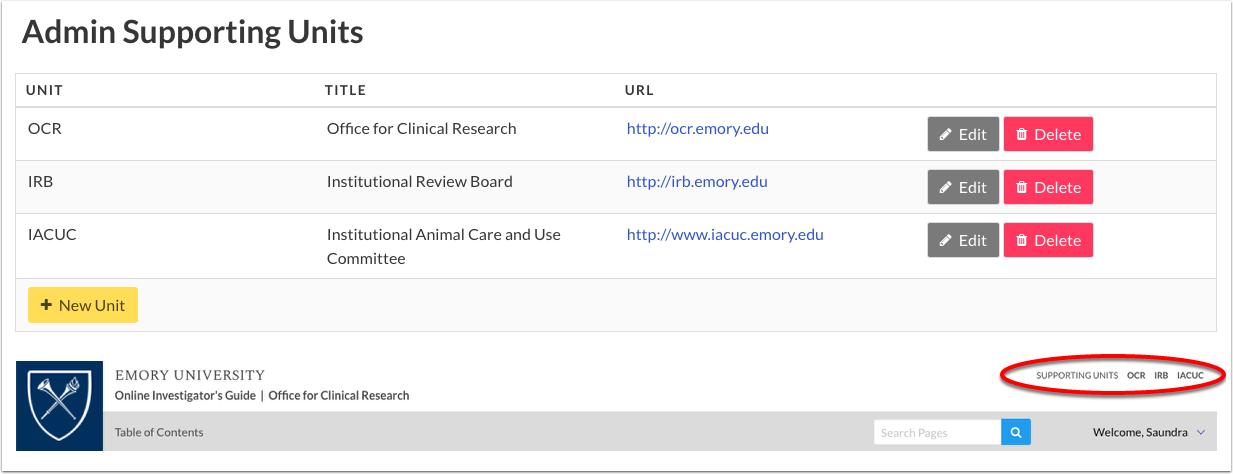 Admin Supporting Units
UNIT TITLE URL
OCR Office for Clinical Research http://ocr.emory.edu Edit Delete
IRB Institutional Review Board http://irb.emory.edu Edit Delete
IACUC Institutional Animal Care and Use http://www.iacuc.emory.edu Edit Delete
Committee
New Unit
EMORY UNIVERSITY SUPPORTING UNITS OCR IRB IACUC
Online Investigator's Guide | Office for Clinical Research
Table of Contents Search Pages Welcome, Saundra